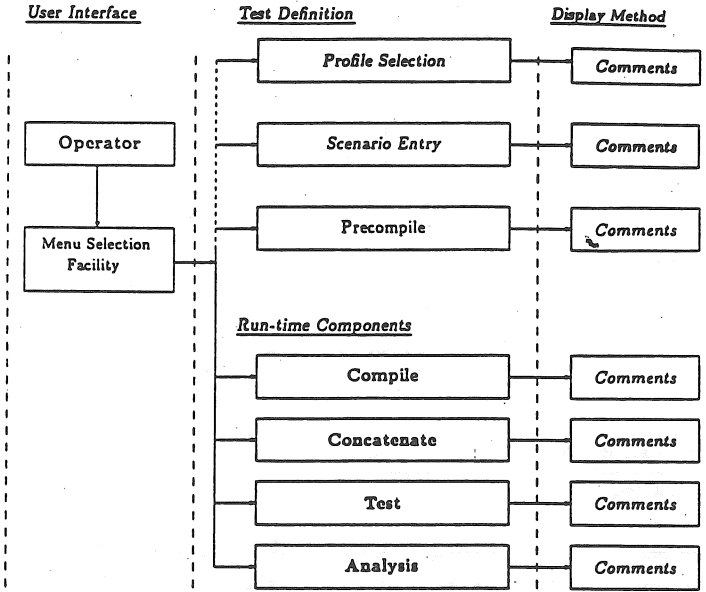 User Interface
Test Definition
Display Method
Profile Selection
Comments
Operator
Scenario Entry
Comments
Menu Selection
Facility
Precompile
Comments
Run-time Components
Compile
Comments
Concatenate
Comments
Test
Comments
Analysis
Comments